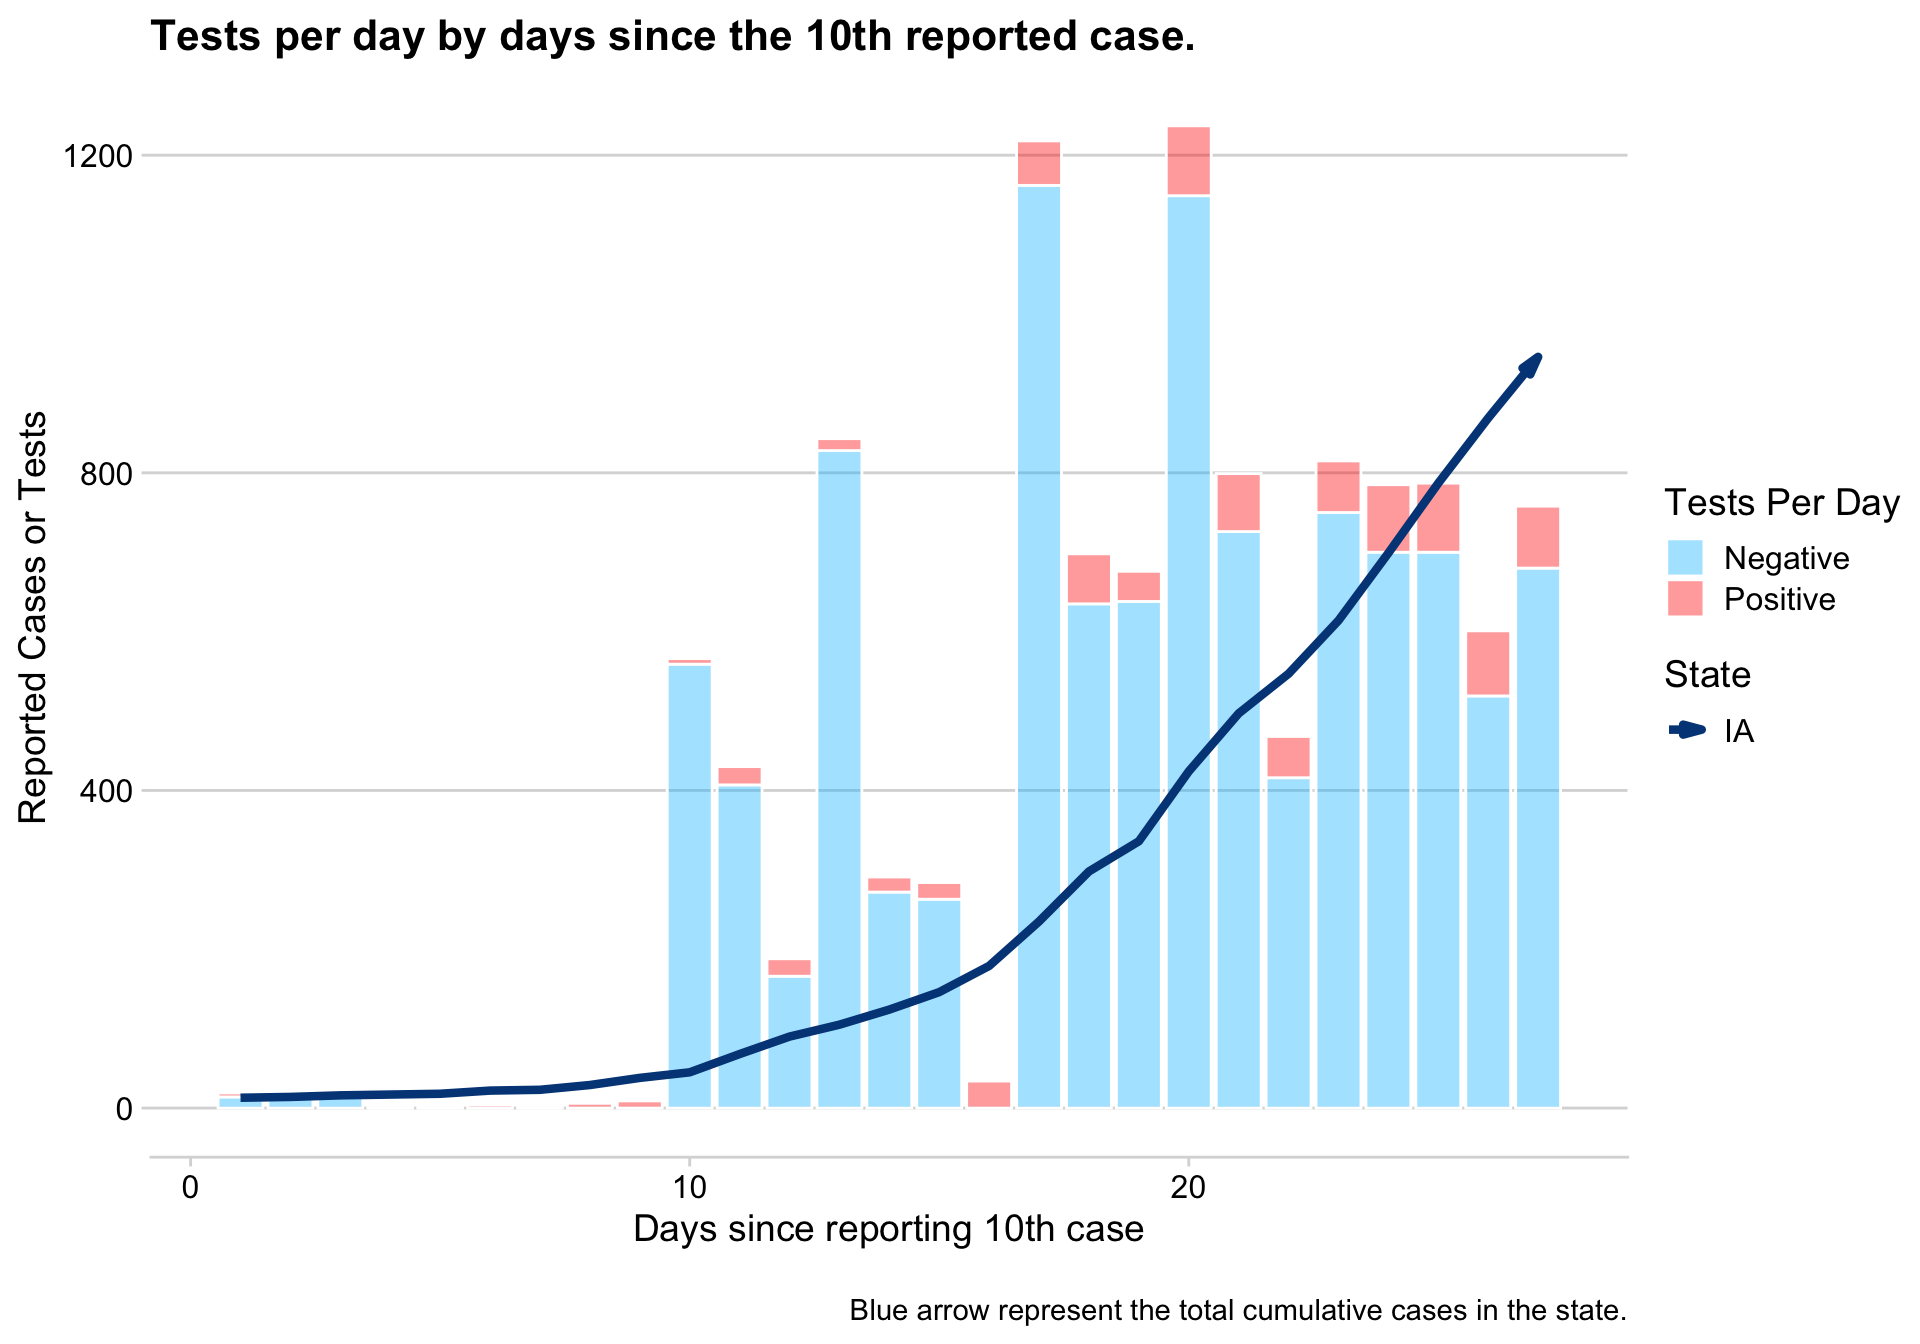 Tests per day by days since the 10th reported case.
1200
800
400
0
Reported Cases or Tests
0
10
20
Days since reporting 10th case
Tests Per Day
Negative
Positive
State
IA
Blue arrow represent the total cumulative cases in the state.